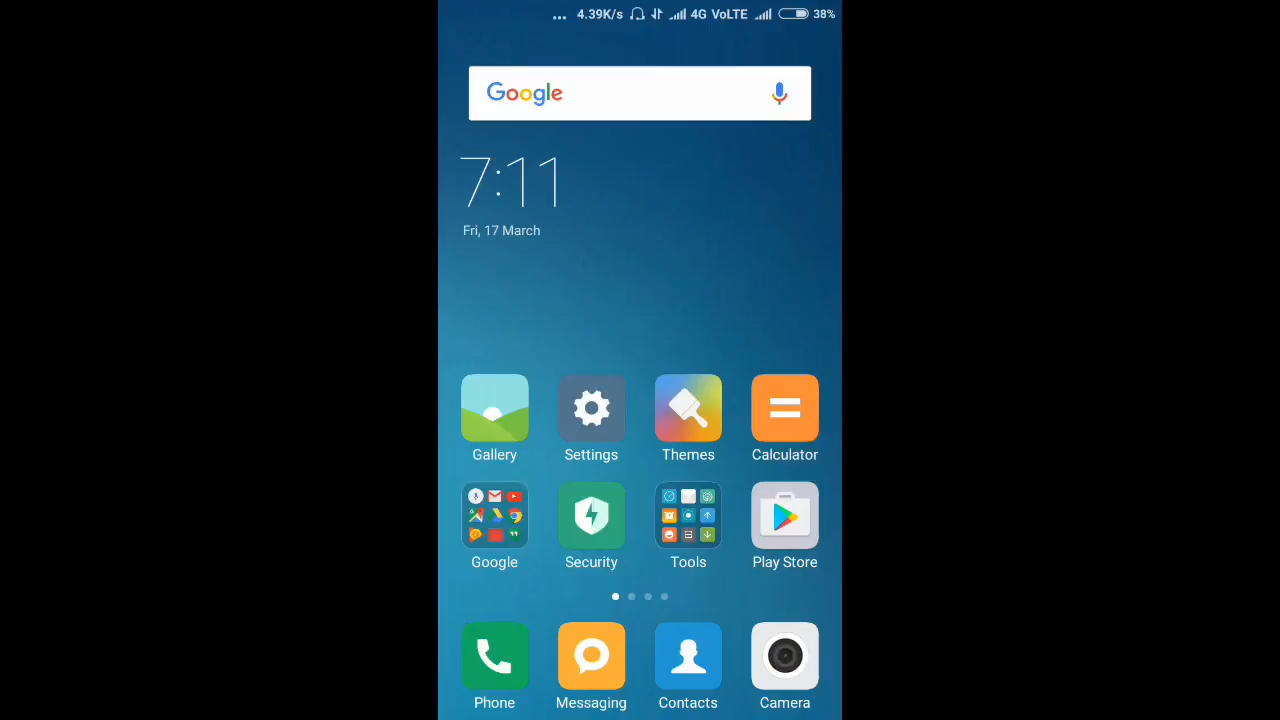 ... 4.39K/s 4G VoLTE 38%
Google
7:11
Fri, 17 March
Gallery Settings Themes Calculator
Google Security Tools Play Store
Phone Messaging Contacts Camera